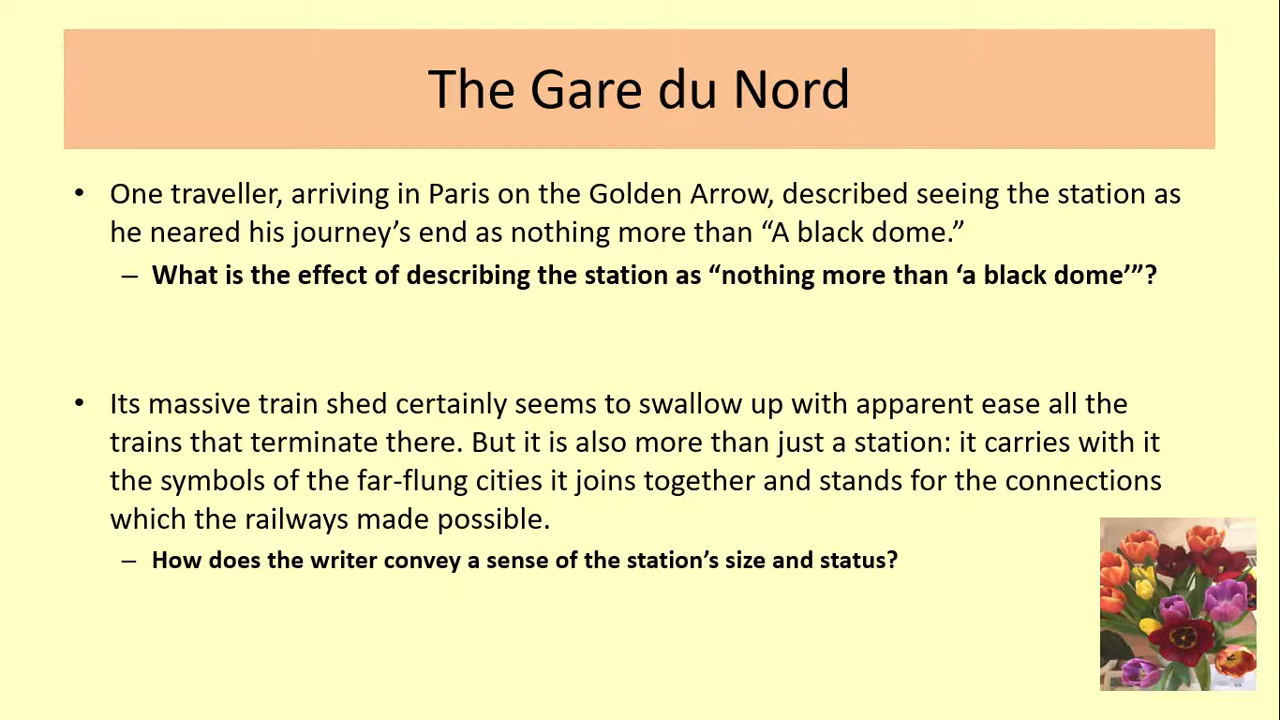 The Gare du Nord
• One traveller, arriving in Paris on the Golden Arrow, described seeing the station as
he neared his journey’s end as nothing more than “A black dome.”
– What is the effect of describing the station as “nothing more than ‘a black dome’”?
• Its massive train shed certainly seems to swallow up with apparent ease all the
trains that terminate there. But it is also more than just a station: it carries with it
the symbols of the far-flung cities it joins together and stands for the connections
which the railways made possible.
– How does the writer convey a sense of the station’s size and status?